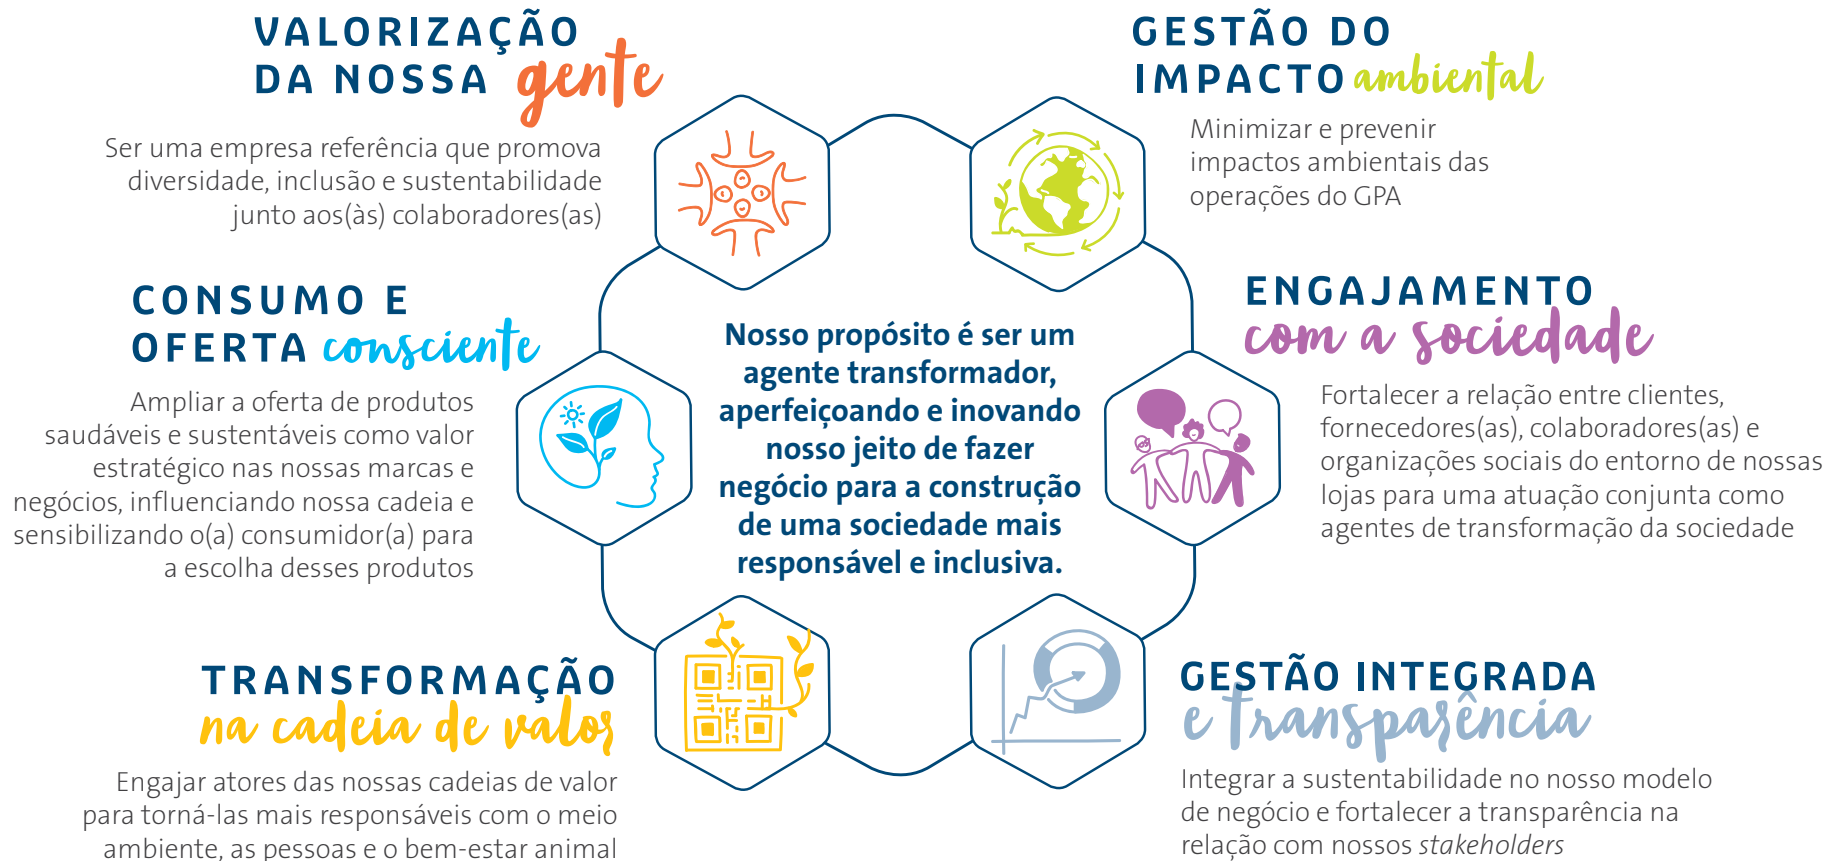 VALORIZAÇÃO
DA NOSSA gente
Ser uma empresa referência que promova
diversidade, inclusão e sustentabilidade
junto aos(às) colaboradores(as)
GESTÃO DO
IMPACTO ambiental
Minimizar e prevenir
impactos ambientais das
operações do GPA
CONSUMO E
OFERTA consciente
Ampliar a oferta de produtos
saudáveis e sustentáveis como valor
estratégico nas nossas marcas e
negócios, influenciando nossa cadeia e
sensibilizando o(a) consumidor(a) para
a escolha desses produtos
Nosso propósito é ser um
agente transformador,
aperfeiçoando e inovando
nosso jeito de fazer
negócio para a construção
de uma sociedade mais
responsável e inclusiva.
ENGAJAMENTO
com a sociedade
Fortalecer a relação entre clientes,
fornecedores(as), colaboradores(as) e
organizações sociais do entorno de nossas
lojas para uma atuação conjunta como
agentes de transformação da sociedade
TRANSFORMAÇÃO
na cadeia de valor
Engajar atores das nossas cadeias de valor
para torná-las mais responsáveis com o meio
ambiente, as pessoas e o bem-estar animal
GESTÃO INTEGRADA
e transparência
Integrar a sustentabilidade no nosso modelo
de negócio e fortalecer a transparência na
relação com nossos stakeholders